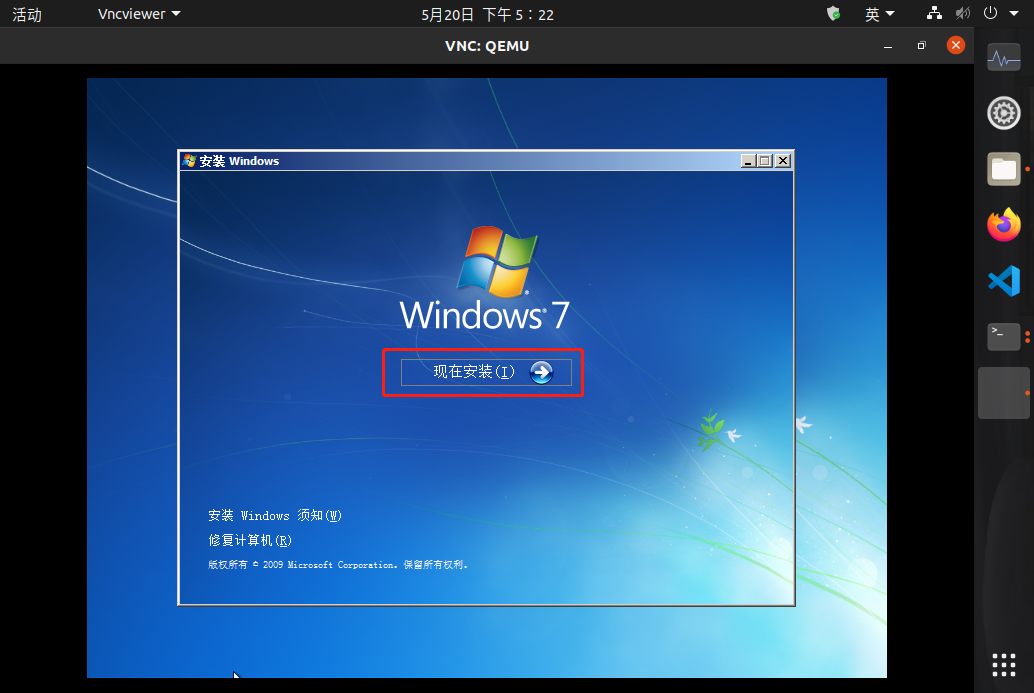 活动 Vncviewer 5月20日 下午 5：22 英
VNC: QEMU
安装 Windows
Windows 7
现在安装(I)
安装 Windows 须知(W)
修复计算机(R)
版权所有 © 2009 Microsoft Corporation. 保留所有权利。